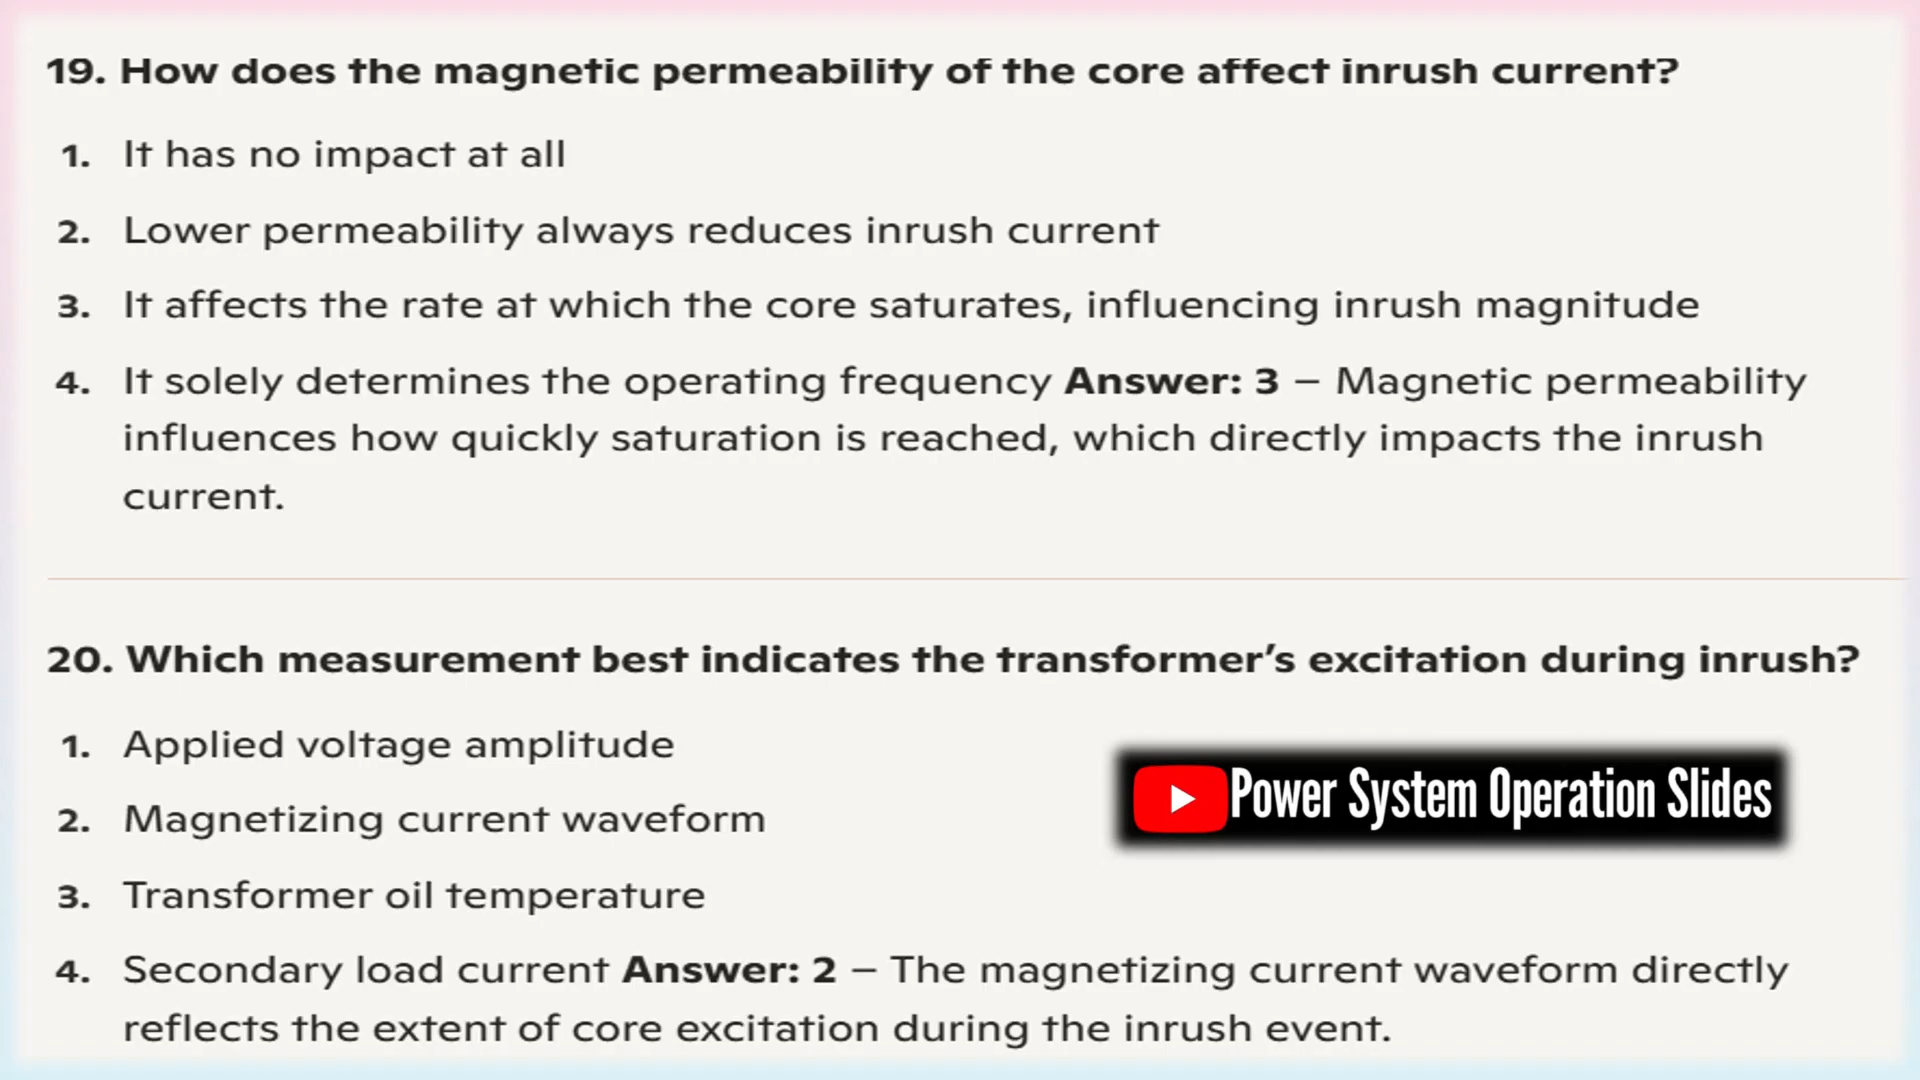 19. How does the magnetic permeability of the core affect inrush current?
1. It has no impact at all
2. Lower permeability always reduces inrush current
3. It affects the rate at which the core saturates, influencing inrush magnitude
4. It solely determines the operating frequency Answer: 3 – Magnetic permeability
influences how quickly saturation is reached, which directly impacts the inrush
current.
20. Which measurement best indicates the transformer’s excitation during inrush?
1. Applied voltage amplitude
2. Magnetizing current waveform
Power System Operation Slides
3. Transformer oil temperature
4. Secondary load current Answer: 2 – The magnetizing current waveform directly
reflects the extent of core excitation during the inrush event.